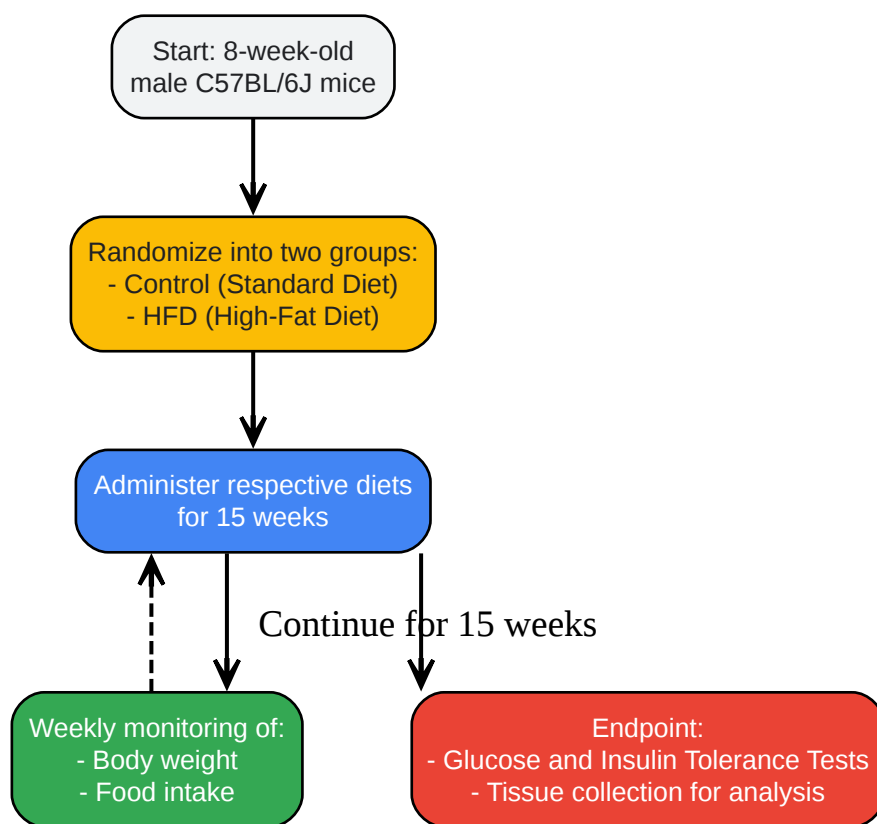 Start: 8-week-old
male C57BL/6J mice
Randomize into two groups:
- Control (Standard Diet)
- HFD (High-Fat Diet)
Administer respective diets
for 15 weeks
Continue for 15 weeks
Weekly monitoring of:
- Body weight
- Food intake
Endpoint:
- Glucose and Insulin Tolerance Tests
- Tissue collection for analysis